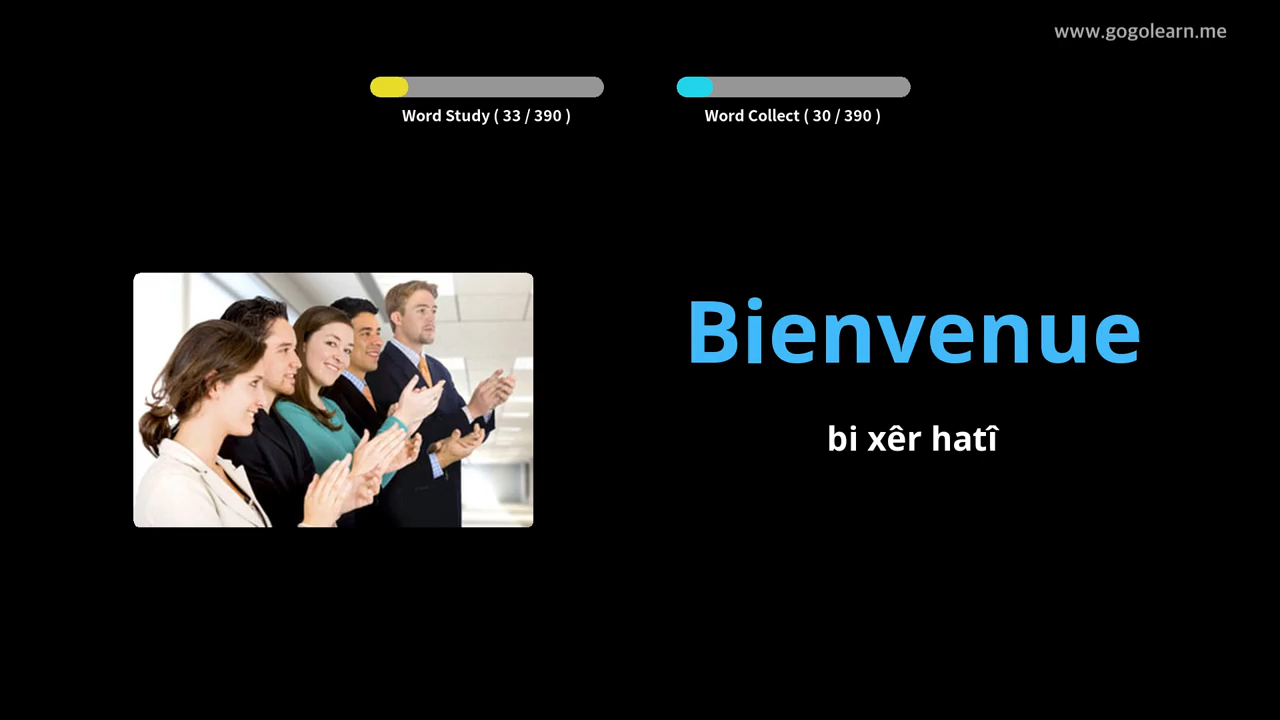 www.gogolearn.me
Word Study ( 33 / 390 )
Word Collect ( 30 / 390 )
Bienvenue
bi xêr hatî